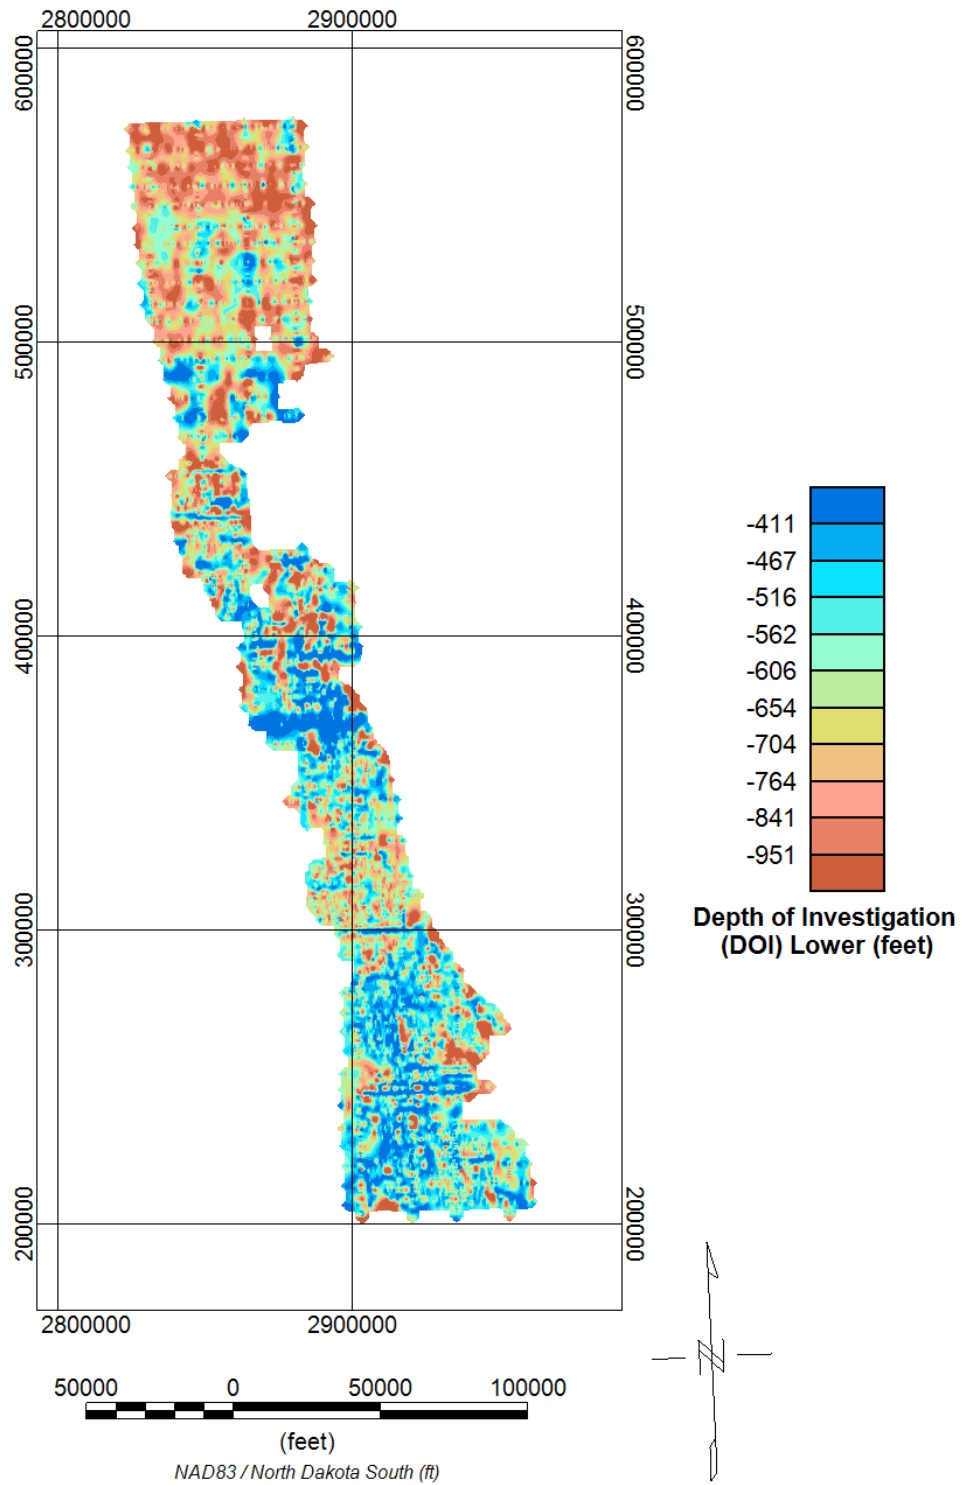 2800000 2900000
600000 600000
500000 500000
400000 400000
300000 300000
200000 200000
2800000 2900000
-411
-467
-516
-562
-606
-654
-704
-764
-841
-951
Depth of Investigation
(DOI) Lower (feet)
50000 0 50000 100000
(feet)
NAD83 / North Dakota South (ft)
N